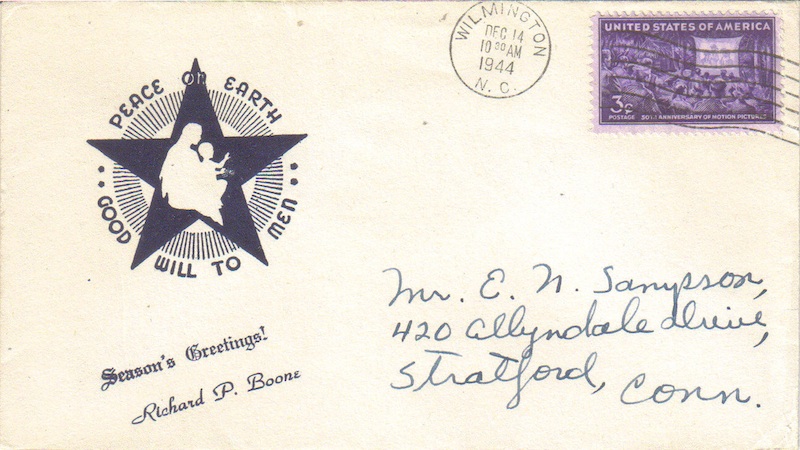 PEACE ON EARTH
GOOD WILL TO MEN
Season's Greetings!
Richard P. Boone
WILMINGTON
DEC 14
10 30 AM
1944
N. C.
UNITED STATES OF AMERICA
3¢
POSTAGE 50TH ANNIVERSARY OF MOTION PICTURES
Mr. E. N. Sampson,
420 Allyndale Drive,
Stratford, Conn.